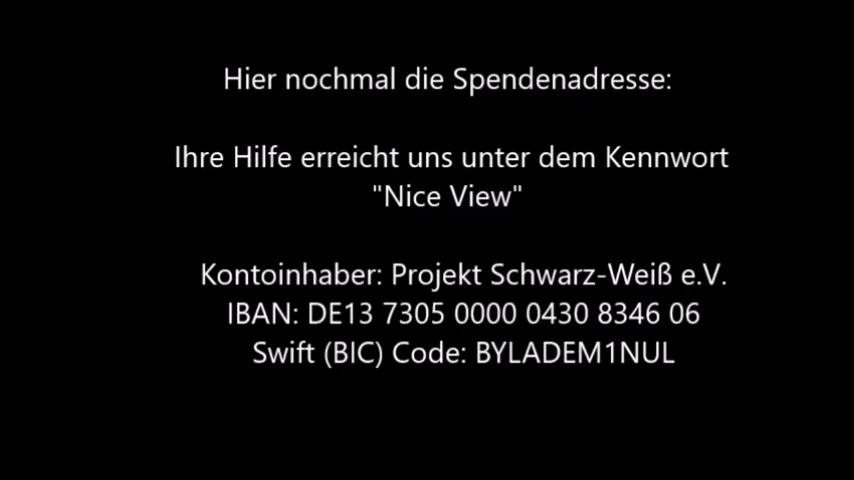 Hier nochmal die Spendenadresse:
Ihre Hilfe erreicht uns unter dem Kennwort
"Nice View"
Kontoinhaber: Projekt Schwarz-Weiß e.V.
IBAN: DE13 7305 0000 0430 8346 06
Swift (BIC) Code: BYLADEM1NUL